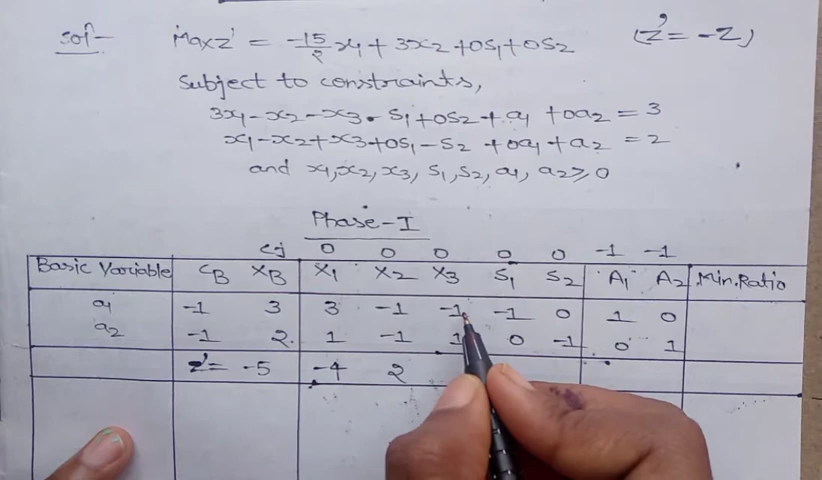 Sol:- Max Z' = -15/2 x1 + 3x2 + 0S1 + 0S2 (Z' = -Z)
Subject to constraints,
3x1 - x2 - x3 - S1 + 0S2 + a1 + 0a2 = 3
x1 - x2 + x3 + 0S1 - S2 + 0a1 + a2 = 2
and x1, x2, x3, S1, S2, a1, a2 ≥ 0
Phase-I
Cj 0 0 0 0 0 -1 -1
Basic Variable CB XB X1 X2 X3 S1 S2 A1 A2 Min.Ratio
a1 -1 3 3 -1 -1 -1 0 1 0
a2 -1 2 1 -1 1 0 -1 0 1
Z' = -5 -4 2